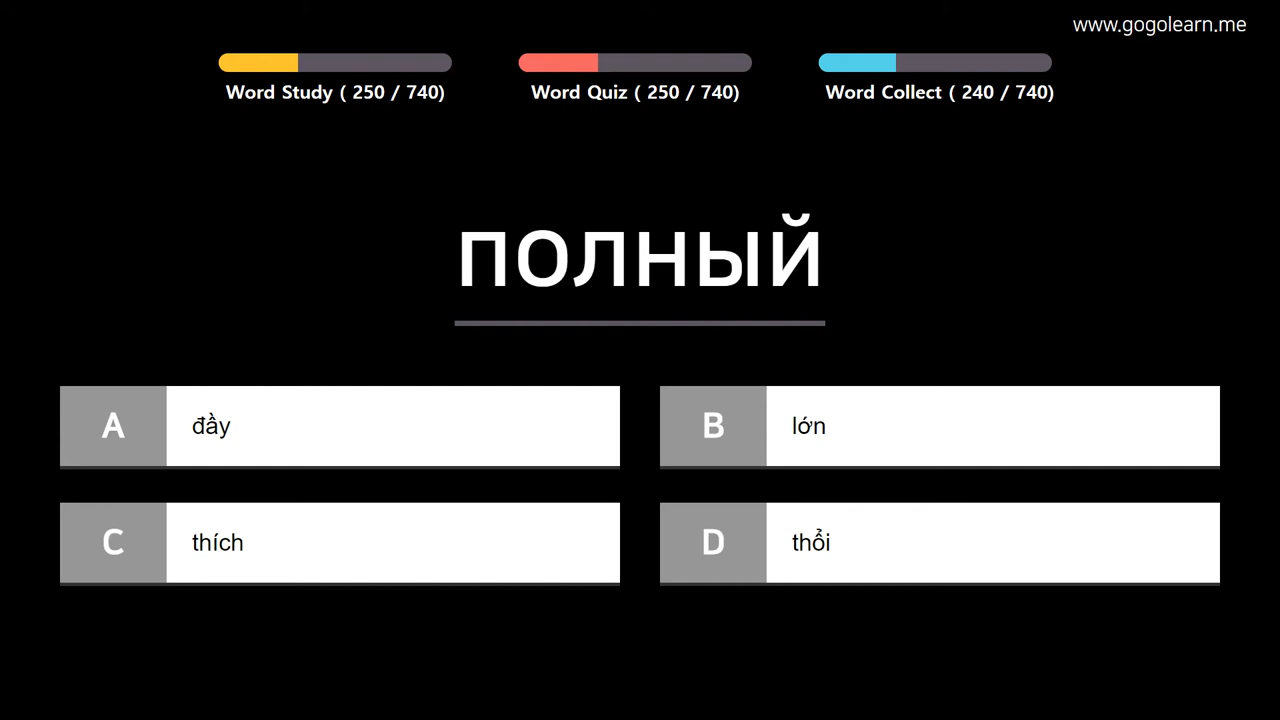 www.gogolearn.me
Word Study ( 250 / 740)
Word Quiz ( 250 / 740)
Word Collect ( 240 / 740)
полный
A đầy
B lớn
C thích
D thổi